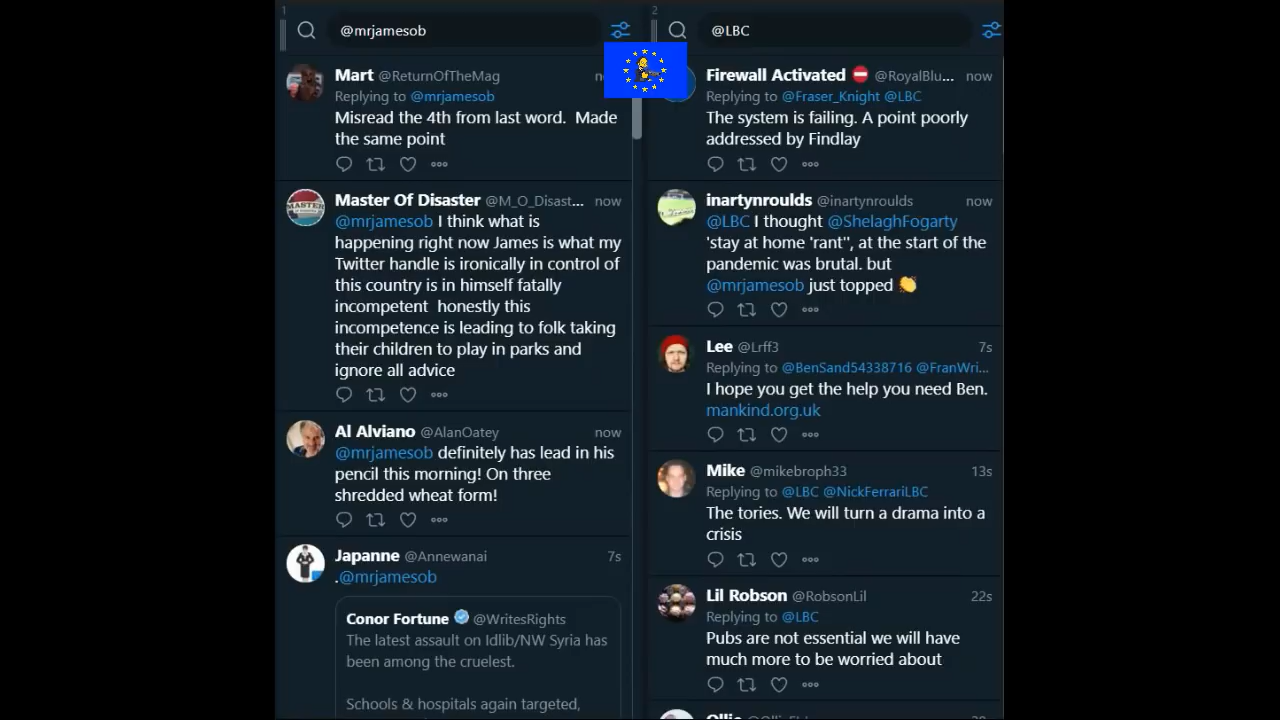 1
@mrjamesob
Mart @ReturnOfTheMag
Replying to @mrjamesob
Misread the 4th from last word. Made
the same point
Master Of Disaster @M_O_Disast... now
@mrjamesob I think what is
happening right now James is what my
Twitter handle is ironically in control of
this country is in himself fatally
incompetent honestly this
incompetence is leading to folk taking
their children to play in parks and
ignore all advice
Al Alviano @AlanOatey now
@mrjamesob definitely has lead in his
pencil this morning! On three
shredded wheat form!
Japanne @Annewanai 7s
.@mrjamesob
Conor Fortune @WritesRights
The latest assault on Idlib/NW Syria has
been among the cruelest.
Schools & hospitals again targeted,
2
@LBC
Firewall Activated ⛔ @RoyalBlu... now
Replying to @Fraser_Knight @LBC
The system is failing. A point poorly
addressed by Findlay
inartynroulds @inartynroulds now
@LBC I thought @ShelaghFogarty
'stay at home 'rant'', at the start of the
pandemic was brutal. but
@mrjamesob just topped 👏
Lee @Lrff3 7s
Replying to @BenSand54338716 @FranWri...
I hope you get the help you need Ben.
mankind.org.uk
Mike @mikebroph33 13s
Replying to @LBC @NickFerrariLBC
The tories. We will turn a drama into a
crisis
Lil Robson @RobsonLil 22s
Replying to @LBC
Pubs are not essential we will have
much more to be worried about